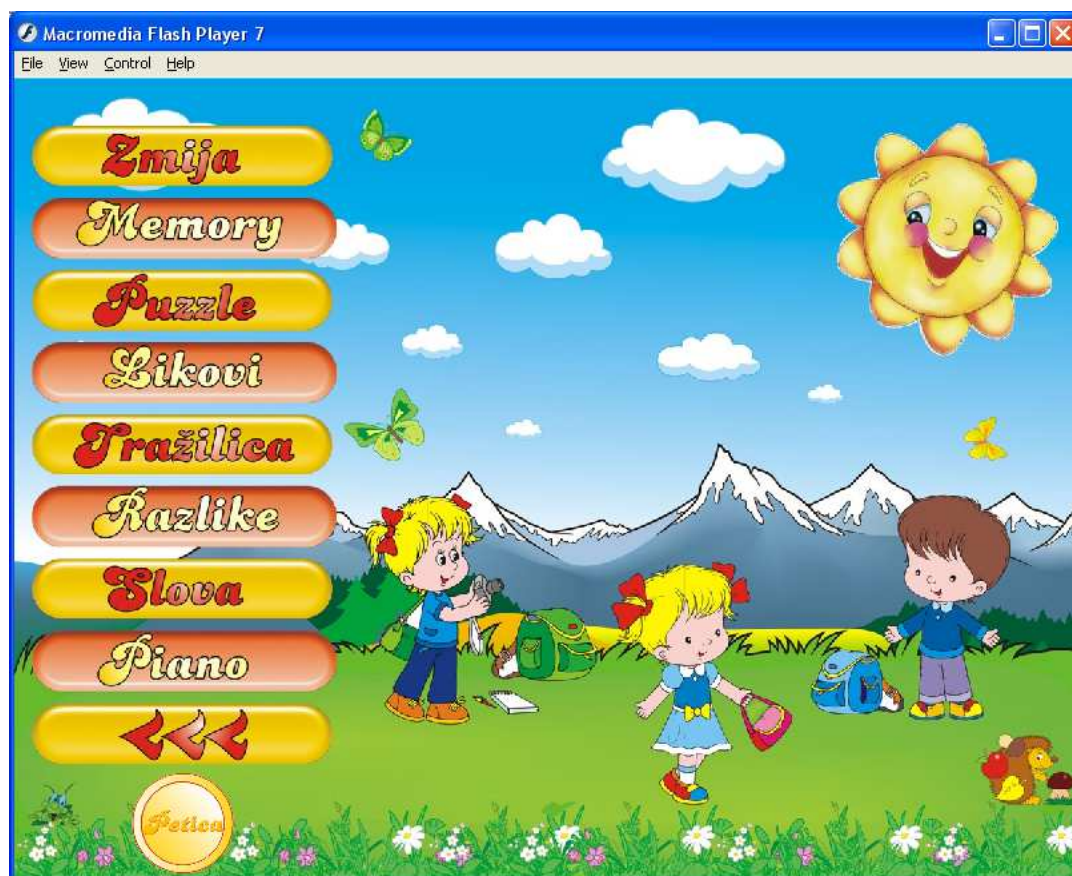 Macromedia Flash Player 7
File View Control Help
Zmija
Memory
Puzzle
Likovi
Tražilica
Razlike
Slova
Piano
<<<
Petica